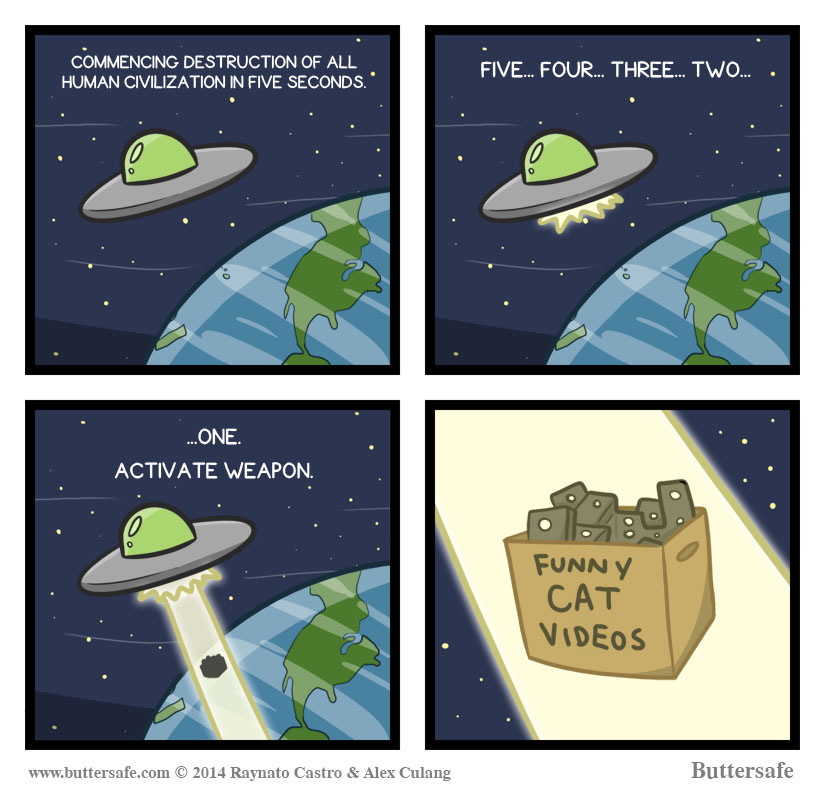 COMMENCING DESTRUCTION OF ALL
HUMAN CIVILIZATION IN FIVE SECONDS.
FIVE... FOUR... THREE... TWO...
...ONE.
ACTIVATE WEAPON.
FUNNY
CAT
VIDEOS
www.buttersafe.com © 2014 Raynato Castro & Alex Culang
Buttersafe